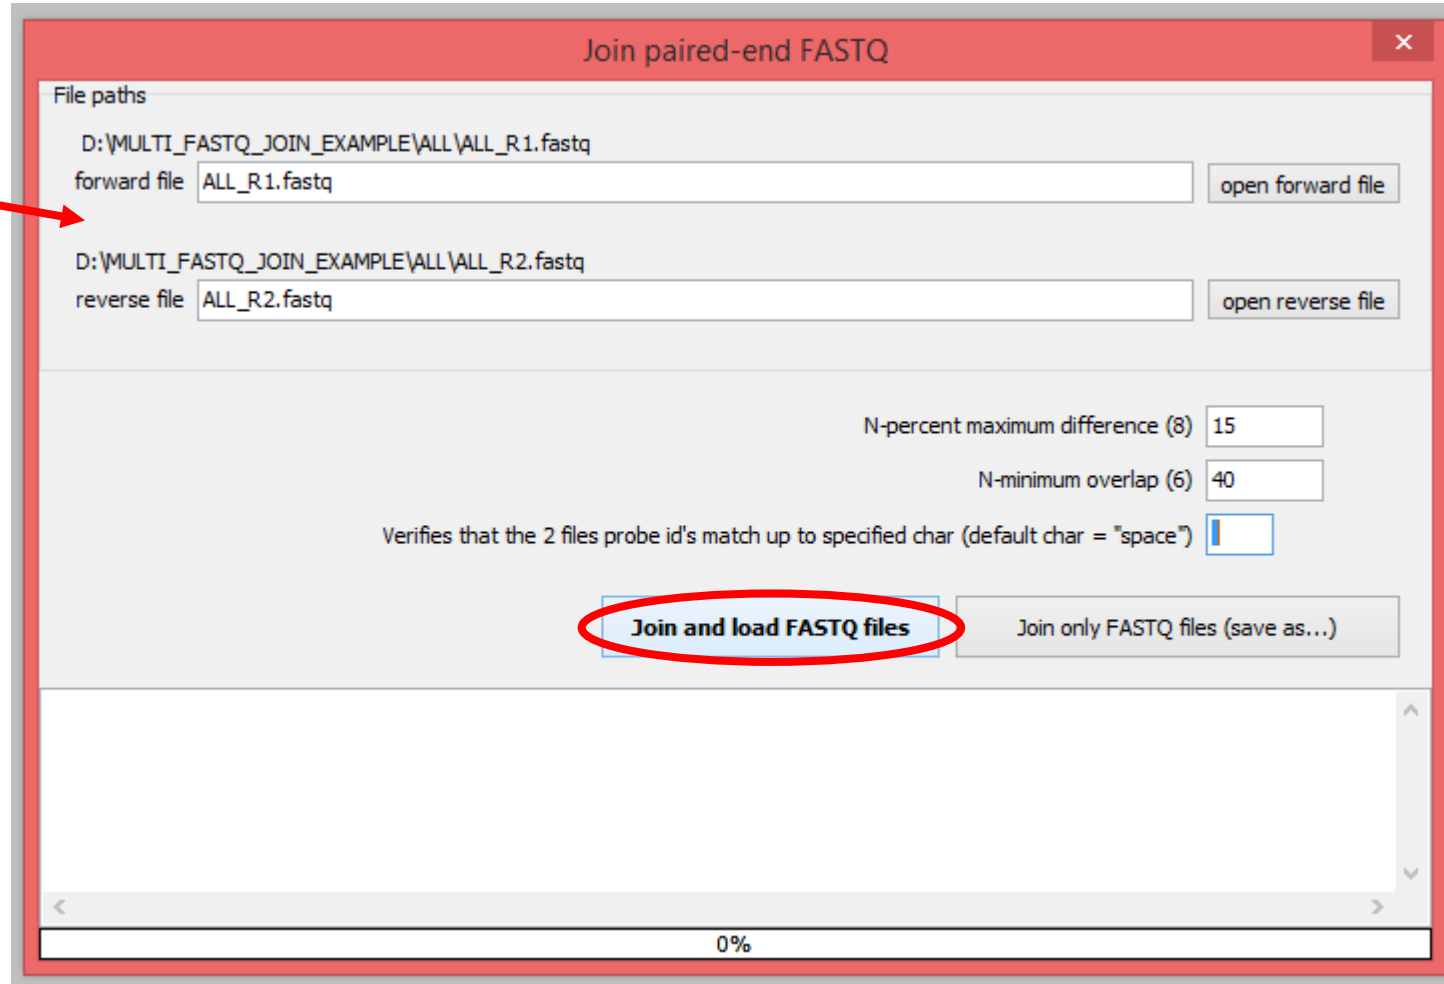 Join paired-end FASTQ
File paths
D:\MULTI_FASTQ_JOIN_EXAMPLE\ALL\ALL_R1.fastq
forward file ALL_R1.fastq open forward file
D:\MULTI_FASTQ_JOIN_EXAMPLE\ALL\ALL_R2.fastq
reverse file ALL_R2.fastq open reverse file
N-percent maximum difference (8) 15
N-minimum overlap (6) 40
Verifies that the 2 files probe id's match up to specified char (default char = "space")
Join and load FASTQ files Join only FASTQ files (save as...)
0%